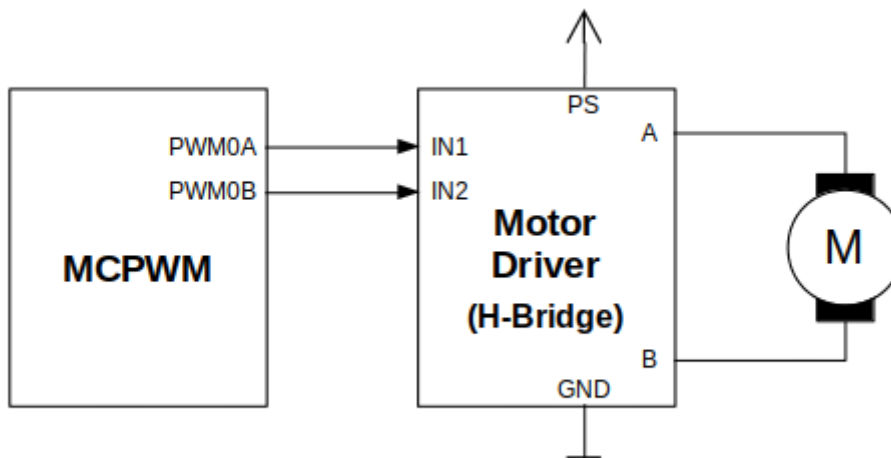 PS
PWM0A
IN1
A
PWM0B
IN2
Motor
Driver
(H-Bridge)
MCPWM
M
B
GND